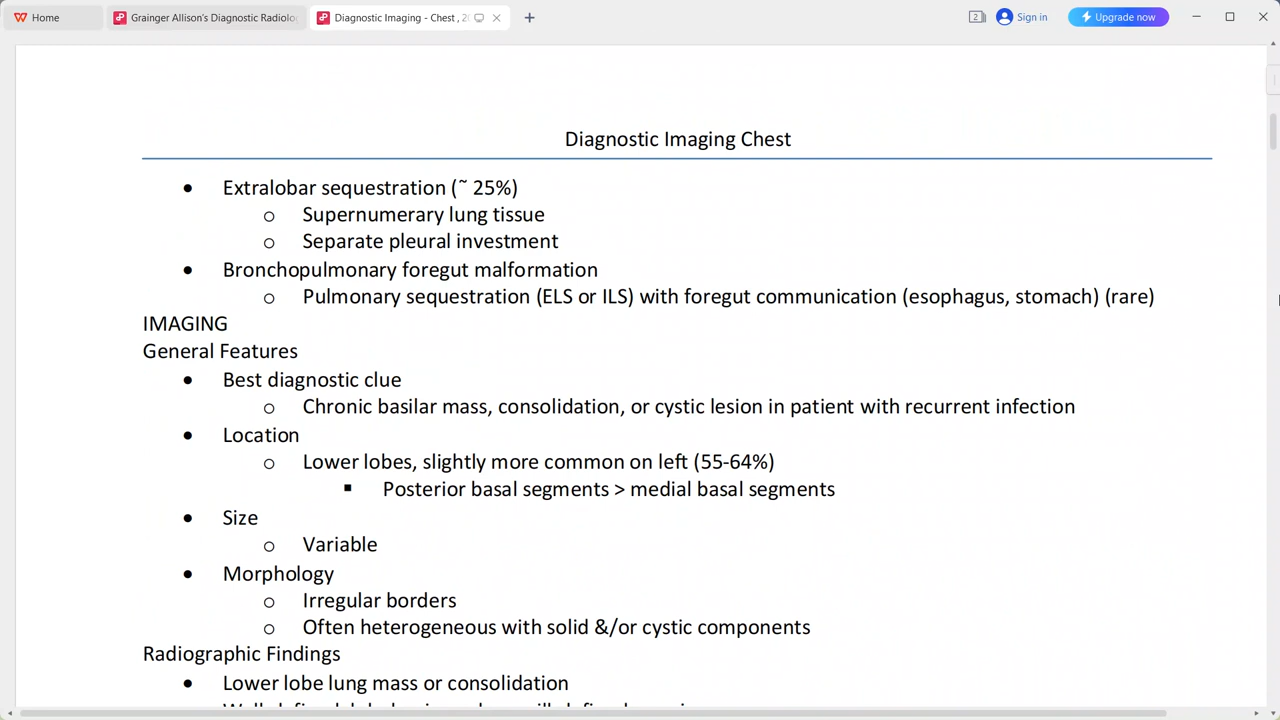 Home
Grainger Allison's Diagnostic Radiolo
Diagnostic Imaging - Chest , 2
2
Sign in
Upgrade now
Diagnostic Imaging Chest
• Extralobar sequestration (˜ 25%)
o Supernumerary lung tissue
o Separate pleural investment
• Bronchopulmonary foregut malformation
o Pulmonary sequestration (ELS or ILS) with foregut communication (esophagus, stomach) (rare)
IMAGING
General Features
• Best diagnostic clue
o Chronic basilar mass, consolidation, or cystic lesion in patient with recurrent infection
• Location
o Lower lobes, slightly more common on left (55-64%)
▪ Posterior basal segments > medial basal segments
• Size
o Variable
• Morphology
o Irregular borders
o Often heterogeneous with solid &/or cystic components
Radiographic Findings
• Lower lobe lung mass or consolidation